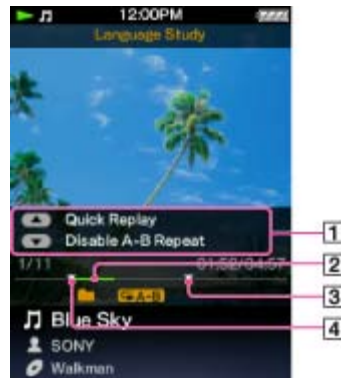 12:00PM
Language Study
Quick Replay
Disable A-B Repeat
1/11 01:52/04:57
A-B
Blue Sky
SONY
Walkman
1
2
3
4